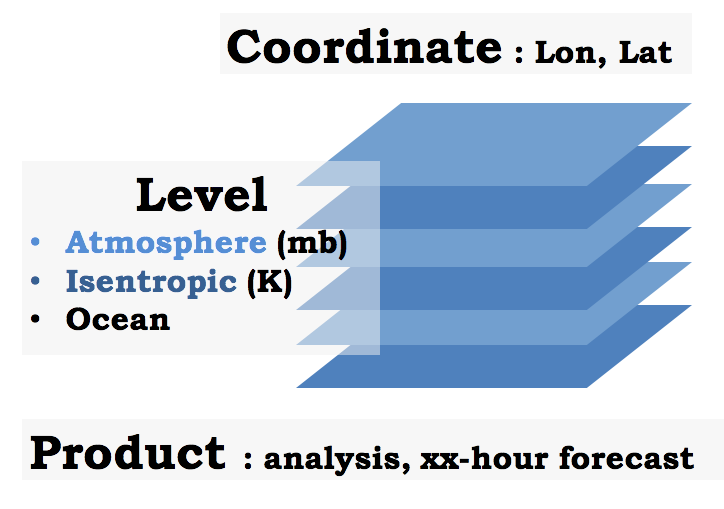 Coordinate : Lon, Lat
Level
• Atmosphere (mb)
• Isentropic (K)
• Ocean
Product : analysis, xx-hour forecast